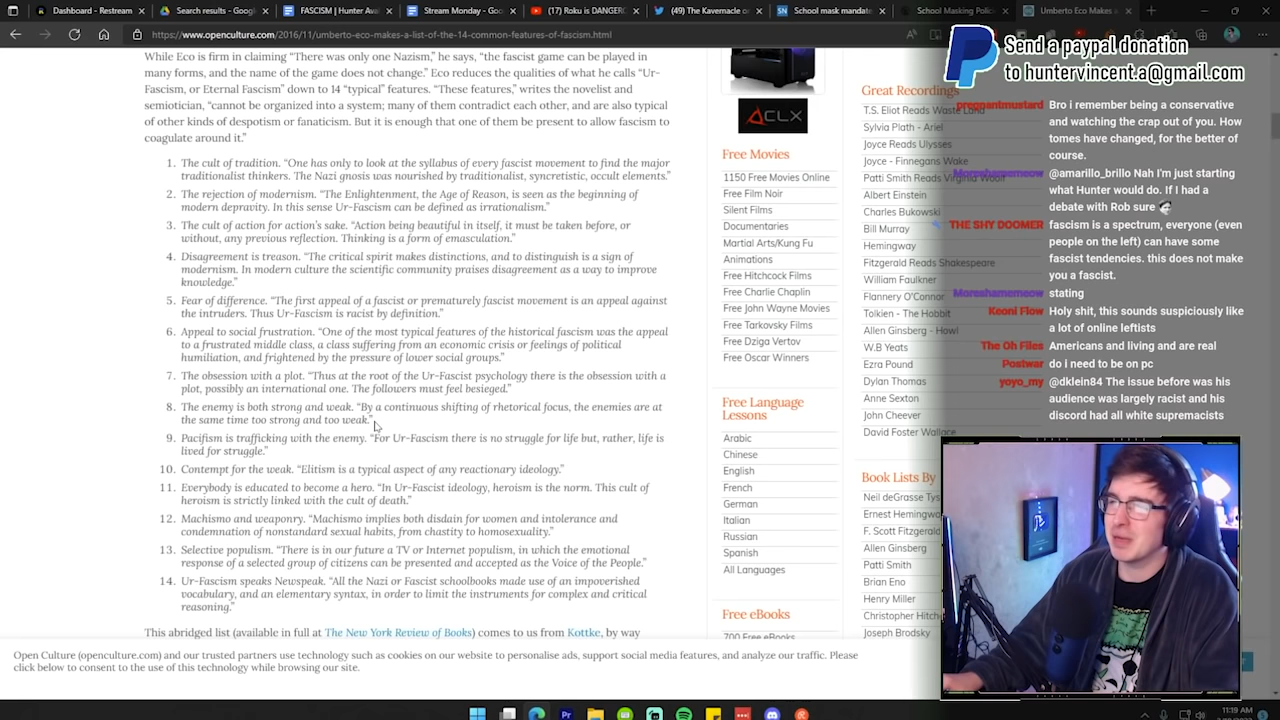 Dashboard - Restream
Search results - Goo
FASCISM | Hunter Ava
Stream Monday - Goo
(17) Roku is DANGER
(49) The Kavernacle o
School mask mandate
School Masking Polici
Umberto Eco Makes a
https://www.openculture.com/2016/11/umberto-eco-makes-a-list-of-the-14-common-features-of-fascism.html
While Eco is firm in claiming “There was only one Nazism,” he says, “the fascist game can be played in
many forms, and the name of the game does not change.” Eco reduces the qualities of what he calls “Ur-
Fascism, or Eternal Fascism” down to 14 “typical” features. “These features,” writes the novelist and
semiotician, “cannot be organized into a system; many of them contradict each other, and are also typical
of other kinds of despotism or fanaticism. But it is enough that one of them be present to allow fascism to
coagulate around it.”
1. The cult of tradition. “One has only to look at the syllabus of every fascist movement to find the major
traditionalist thinkers. The Nazi gnosis was nourished by traditionalist, syncretistic, occult elements.”
2. The rejection of modernism. “The Enlightenment, the Age of Reason, is seen as the beginning of
modern depravity. In this sense Ur-Fascism can be defined as irrationalism.”
3. The cult of action for action’s sake. “Action being beautiful in itself, it must be taken before, or
without, any previous reflection. Thinking is a form of emasculation.”
4. Disagreement is treason. “The critical spirit makes distinctions, and to distinguish is a sign of
modernism. In modern culture the scientific community praises disagreement as a way to improve
knowledge.”
5. Fear of difference. “The first appeal of a fascist or prematurely fascist movement is an appeal against
the intruders. Thus Ur-Fascism is racist by definition.”
6. Appeal to social frustration. “One of the most typical features of the historical fascism was the appeal
to a frustrated middle class, a class suffering from an economic crisis or feelings of political
humiliation, and frightened by the pressure of lower social groups.”
7. The obsession with a plot. “Thus at the root of the Ur-Fascist psychology there is the obsession with a
plot, possibly an international one. The followers must feel besieged.”
8. The enemy is both strong and weak. “By a continuous shifting of rhetorical focus, the enemies are at
the same time too strong and too weak.”
9. Pacifism is trafficking with the enemy. “For Ur-Fascism there is no struggle for life but, rather, life is
lived for struggle.”
10. Contempt for the weak. “Elitism is a typical aspect of any reactionary ideology.”
11. Everybody is educated to become a hero. “In Ur-Fascist ideology, heroism is the norm. This cult of
heroism is strictly linked with the cult of death.”
12. Machismo and weaponry. “Machismo implies both disdain for women and intolerance and
condemnation of nonstandard sexual habits, from chastity to homosexuality.”
13. Selective populism. “There is in our future a TV or Internet populism, in which the emotional
response of a selected group of citizens can be presented and accepted as the Voice of the People.”
14. Ur-Fascism speaks Newspeak. “All the Nazi or Fascist schoolbooks made use of an impoverished
vocabulary, and an elementary syntax, in order to limit the instruments for complex and critical
reasoning.”
This abridged list (available in full at The New York Review of Books) comes to us from Kottke, by way
Open Culture (openculture.com) and our trusted partners use technology such as cookies on our website to personalise ads, support social media features, and analyze our traffic. Please
click below to consent to the use of this technology while browsing our site.
ACLX
Free Movies
1150 Free Movies Online
Free Film Noir
Silent Films
Documentaries
Martial Arts/Kung Fu
Animations
Free Hitchcock Films
Free Charlie Chaplin
Free John Wayne Movies
Free Tarkovsky Films
Free Dziga Vertov
Free Oscar Winners
Free Language
Lessons
Arabic
Chinese
English
French
German
Italian
Russian
Spanish
All Languages
Free eBooks
700 Free eBooks
Great Recordings
T.S. Eliot Reads Waste Land
Sylvia Plath - Ariel
Joyce Reads Ulysses
Joyce - Finnegans Wake
Patti Smith Reads Virginia Woolf
Albert Einstein
Charles Bukowski
Bill Murray
Hemingway
Fitzgerald Reads Shakespeare
William Faulkner
Flannery O'Connor
Tolkien - The Hobbit
Allen Ginsberg - Howl
W.B Yeats
Ezra Pound
Dylan Thomas
Anne Sexton
John Cheever
David Foster Wallace
Book Lists By
Neil deGrasse Tys
Ernest Hemingw
F. Scott Fitzgeral
Allen Ginsberg
Patti Smith
Brian Eno
Henry Miller
Christopher Hitch
Joseph Brodsky
Send a paypal donation
to huntervincent.a@gmail.com
pregnantmustard Bro i remember being a conservative
and watching the crap out of you. How
tomes have changed, for the better of
course.
Moreshamemeow @amarillo_brillo Nah I'm just starting
what Hunter would do. If I had a
debate with Rob sure
THE SHY DOOMER fascism is a spectrum, everyone (even
people on the left) can have some
fascist tendencies. this does not make
you a fascist.
Moreshamemeow stating
Keoni Flow Holy shit, this sounds suspiciously like
a lot of online leftists
The Oh Files Americans and living and are real
Postwar do i need to be on pc
yoyo_my @dklein84 The issue before was his
audience was largely racist and his
discord had all white supremacists
11:19 AM